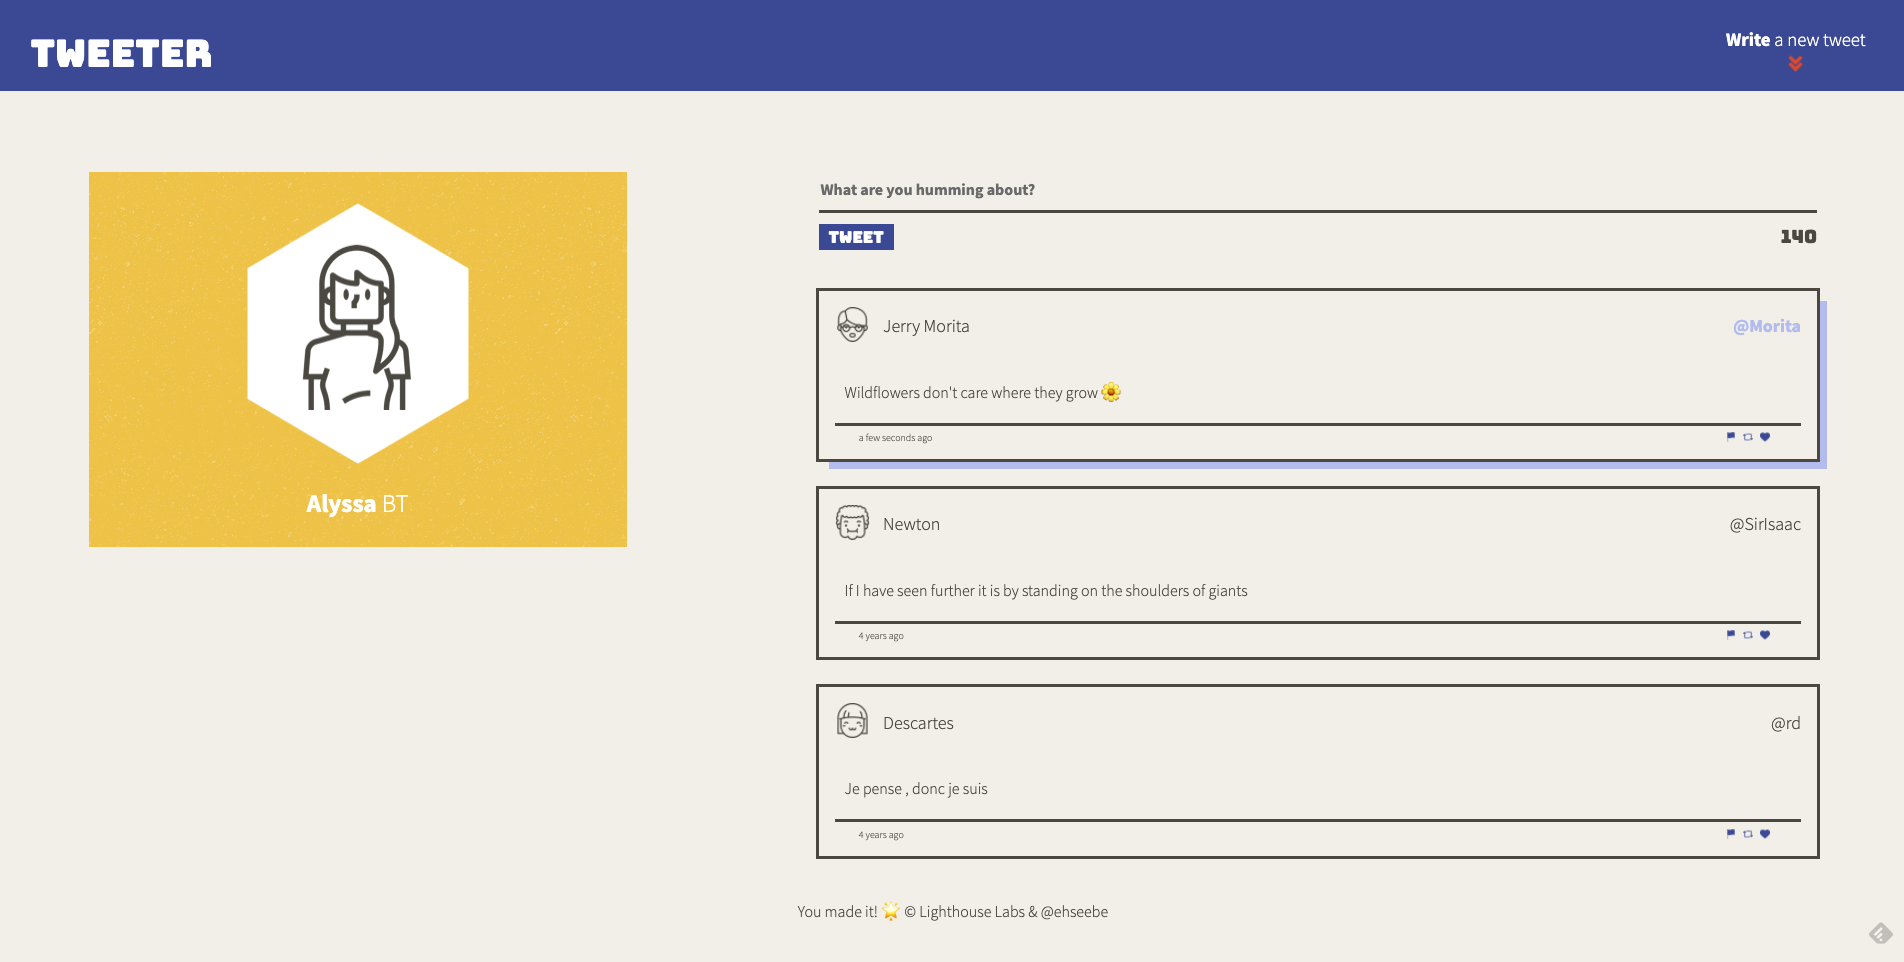 TWEETER
Write a new tweet
Alyssa BT
What are you humming about?
TWEET
140
Jerry Morita
@Morita
Wildflowers don't care where they grow 🌼
a few seconds ago
Newton
@SirIsaac
If I have seen further it is by standing on the shoulders of giants
4 years ago
Descartes
@rd
Je pense , donc je suis
4 years ago
You made it! 🌟 © Lighthouse Labs & @ehseebe